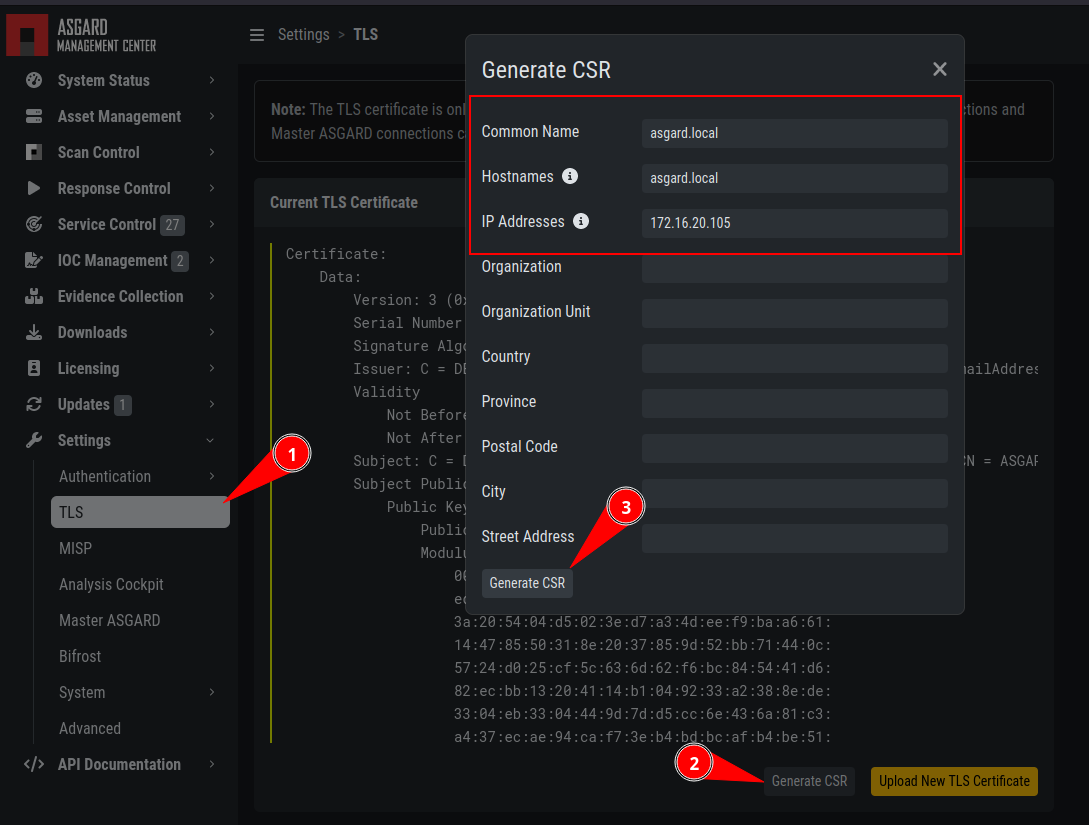 ASGARD
MANAGEMENT CENTER
System Status
Asset Management
Scan Control
Response Control
Service Control 27
IOC Management 2
Evidence Collection
Downloads
Licensing
Updates 1
Settings
Authentication
TLS
MISP
Analysis Cockpit
Master ASGARD
Bifrost
System
Advanced
</> API Documentation
Settings > TLS
Note: The TLS certificate is onl
ctions and
Master ASGARD connections c
Current TLS Certificate
Certificate:
Data:
Version: 3 (0x
Serial Number
Signature Algo
Issuer: C = DE
mailAddres
Validity
Not Before
Not After
Subject: C = D
CN = ASGAR
Subject Public
Public Key
Public
Modulu
00
ed
3a:20:54:04:d5:02:3e:d7:a3:4d:ee:f9:ba:a6:61:
14:47:85:50:31:8e:20:37:85:9d:52:bb:71:44:0c:
57:24:d0:25:cf:5c:63:6d:62:f6:bc:84:54:41:d6:
82:ec:bb:13:20:41:14:b1:04:92:33:a2:38:8e:de:
33:04:eb:33:04:44:9d:7d:d5:cc:6e:43:6a:81:c3:
a4:37:ec:ae:94:ca:f7:3e:b4:bd:bc:af:b4:be:51:
Generate CSR
Upload New TLS Certificate
Generate CSR
Common Name asgard.local
Hostnames asgard.local
IP Addresses 172.16.20.105
Organization
Organization Unit
Country
Province
Postal Code
City
Street Address
Generate CSR
1
2
3